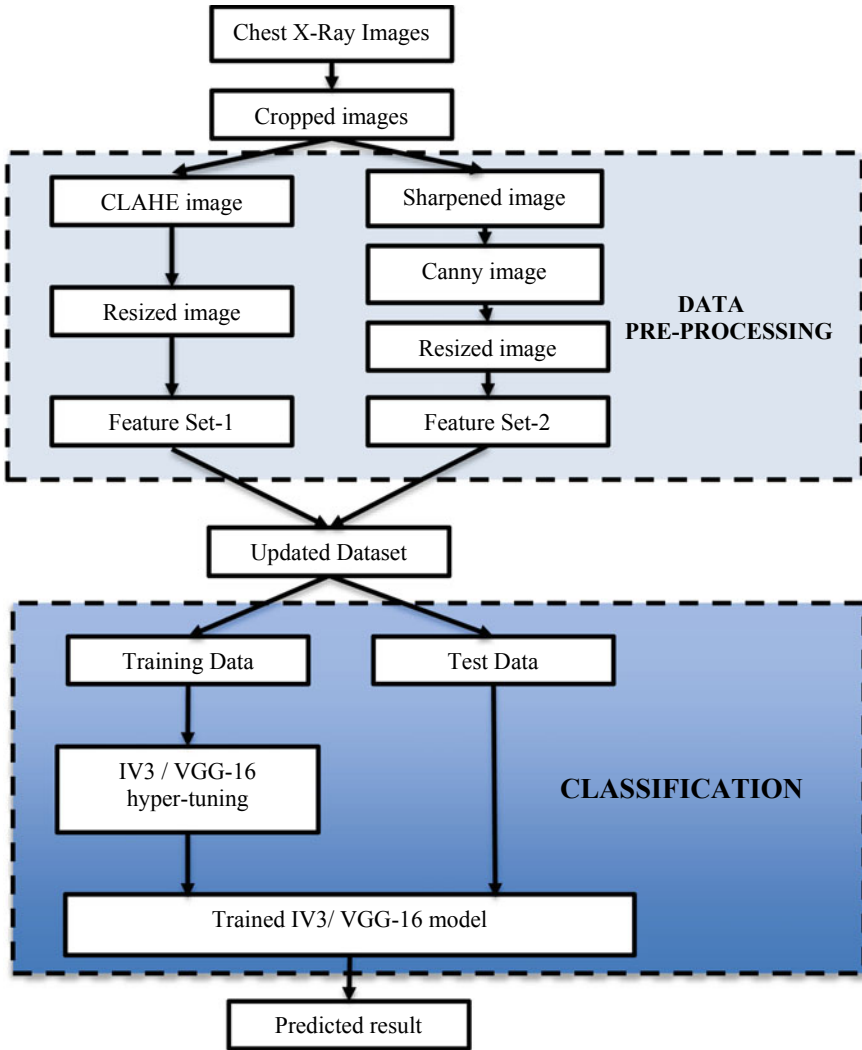 Chest X-Ray Images
Cropped images
CLAHE image
Resized image
Feature Set-1
Sharpened image
Canny image
Resized image
Feature Set-2
DATA
PRE-PROCESSING
Updated Dataset
Training Data
Test Data
IV3 / VGG-16
hyper-tuning
CLASSIFICATION
Trained IV3/ VGG-16 model
Predicted result